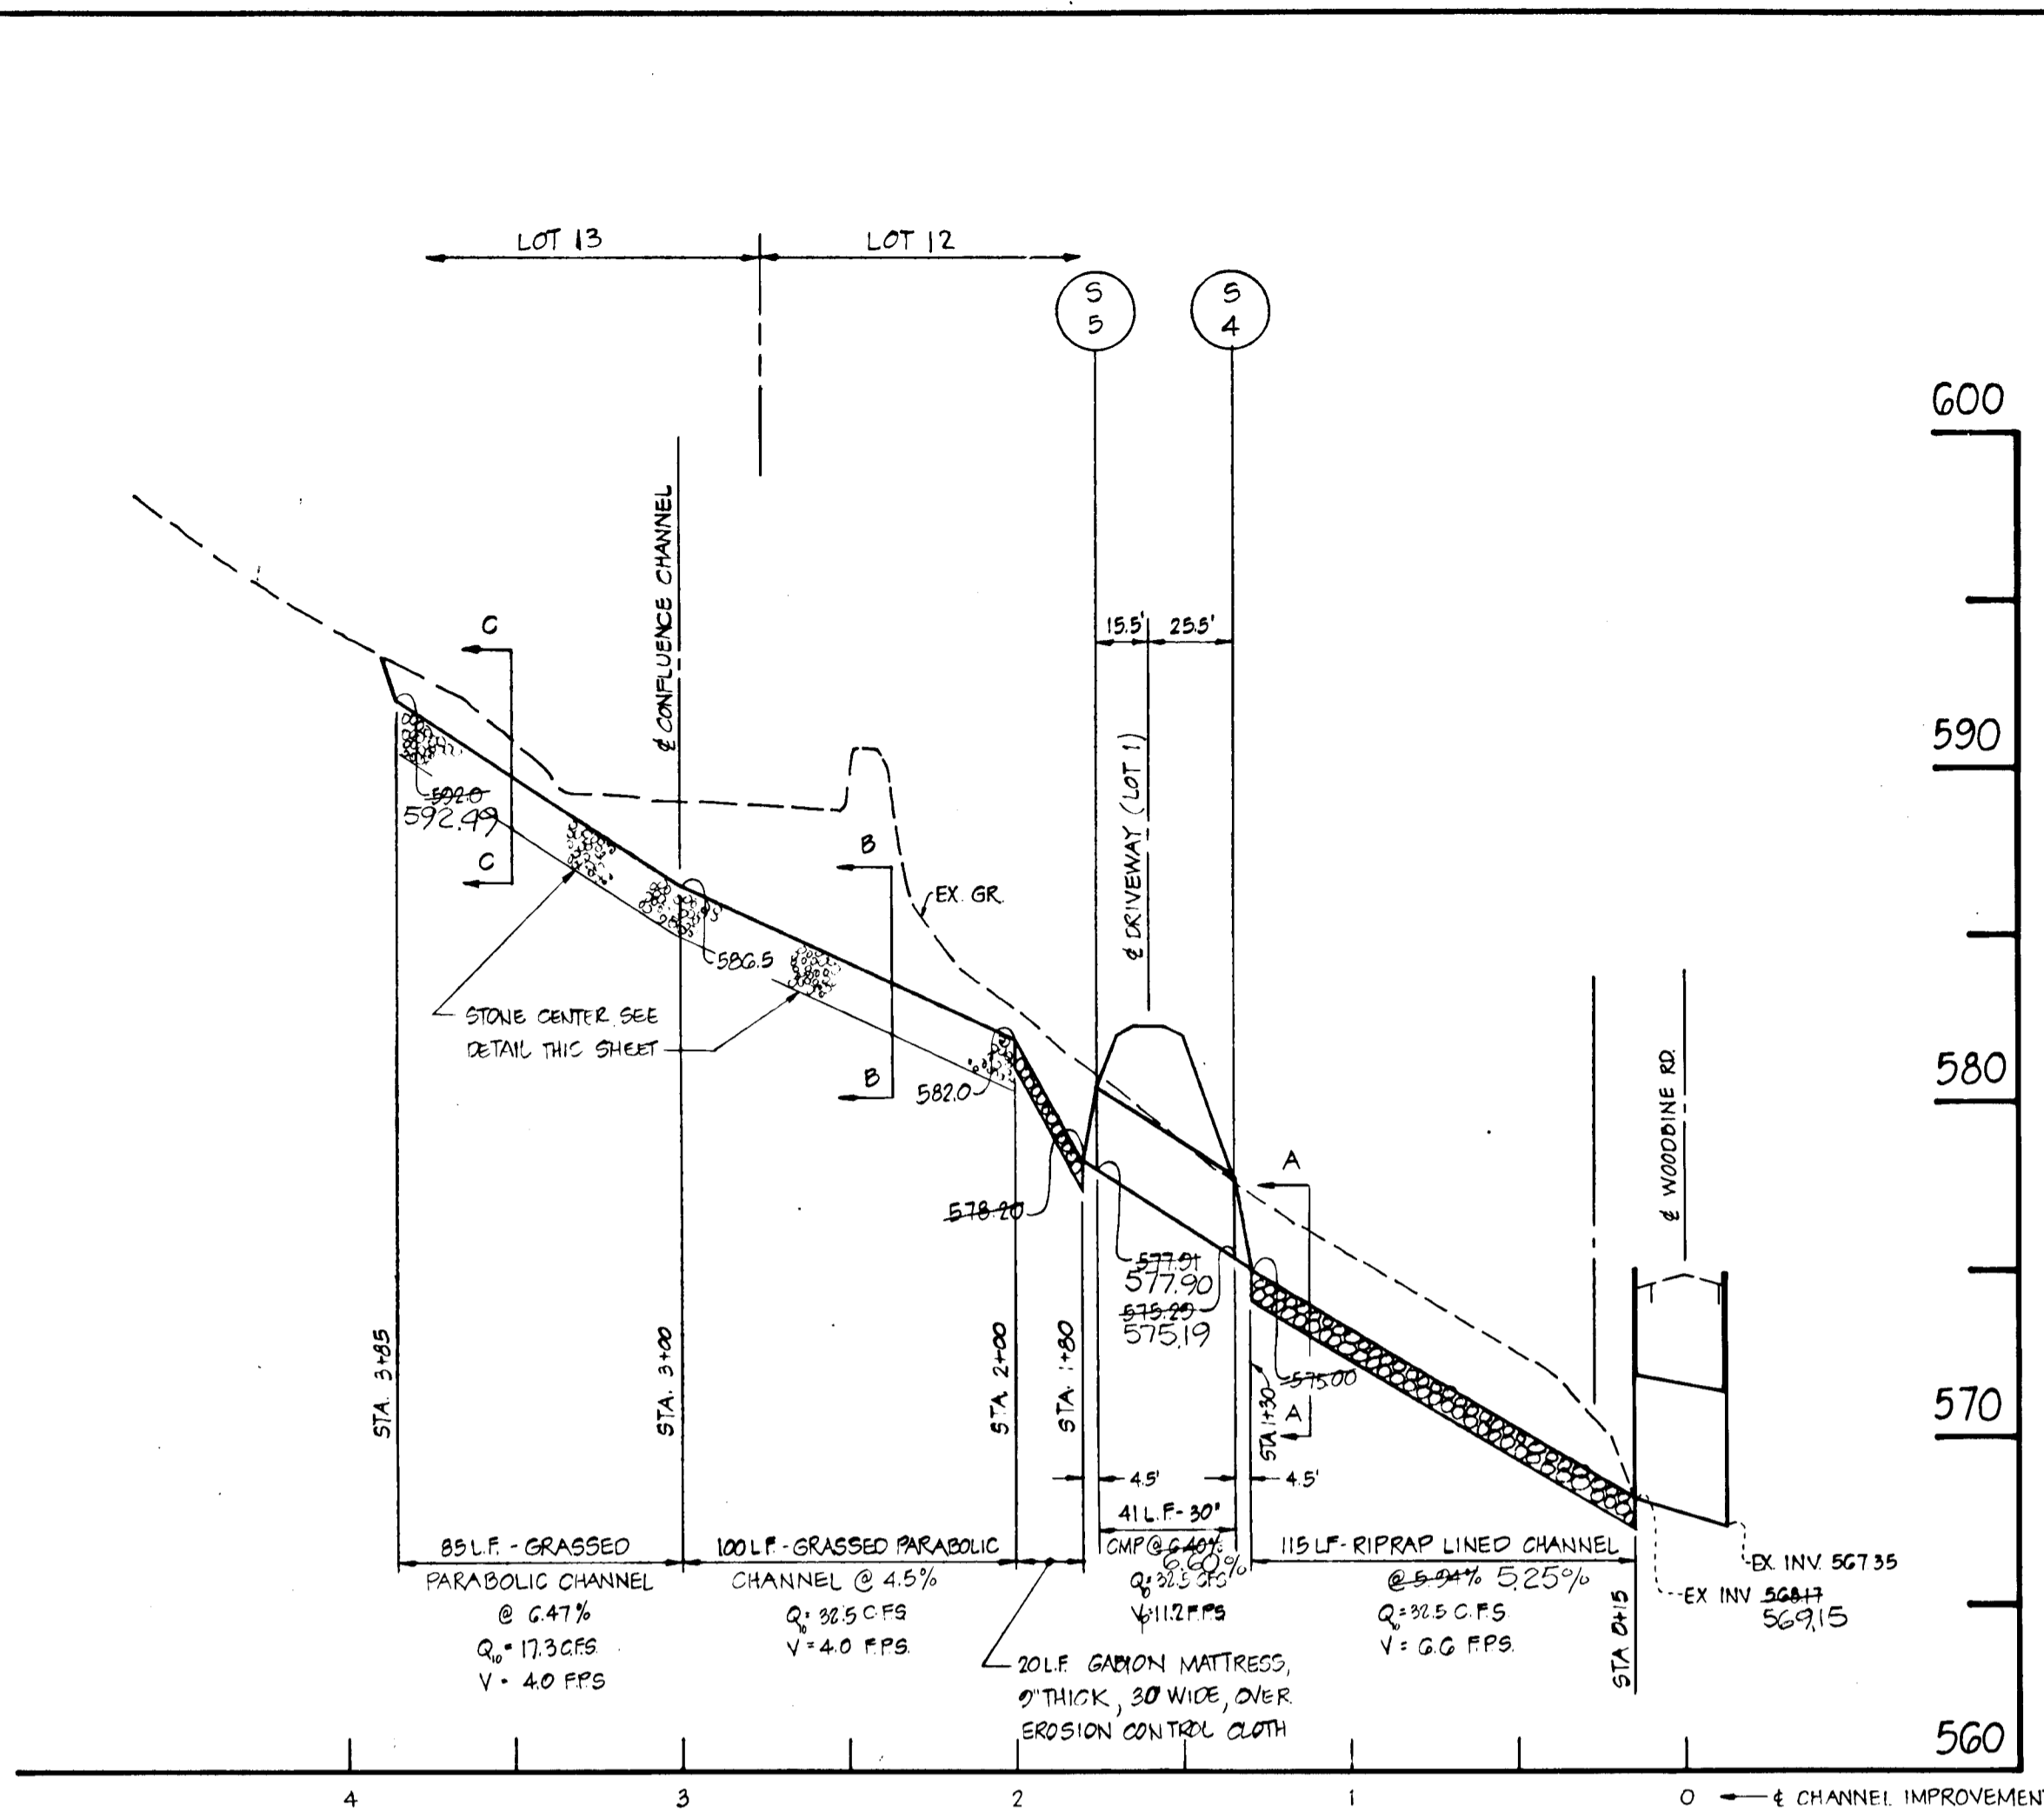 LOT 13
LOT 12
S
5
S
4
600
590
580
570
560
℄ CONFLUENCE CHANNEL
15.5'
25.5'
℄ DRIVEWAY (LOT 1)
C
C
592.0
592.49
B
B
EX. GR.
586.5
STONE CENTER SEE
DETAIL THIS SHEET
582.0
578.20
577.91
577.90
575.29
575.19
A
A
575.00
℄ WOODBINE RD.
STA. 3+85
STA. 3+00
STA. 2+00
STA. 1+80
STA 1+30
STA 0+15
4.5'
4.5'
85 L.F. - GRASSED
PARABOLIC CHANNEL
@ 6.47%
Q10 = 17.3 C.F.S.
V = 4.0 F.P.S
100 L.F. - GRASSED PARABOLIC
CHANNEL @ 4.5%
Q10 = 32.5 C.F.S
V = 4.0 F.P.S.
41 L.F. - 30"
CMP @ 6.40%
6.60%
Q10 = 32.5 CFS
V = 11.2 F.P.S
115 LF - RIPRAP LINED CHANNEL
@ 5.94% 5.25%
Q10 = 32.5 C.F.S.
V = 6.6 F.P.S.
EX. INV. 567.35
EX INV 568.17
569.15
20 L.F. GABION MATTRESS,
9" THICK, 30' WIDE, OVER
EROSION CONTROL CLOTH
4
3
2
1
0
℄ CHANNEL IMPROVEMEN